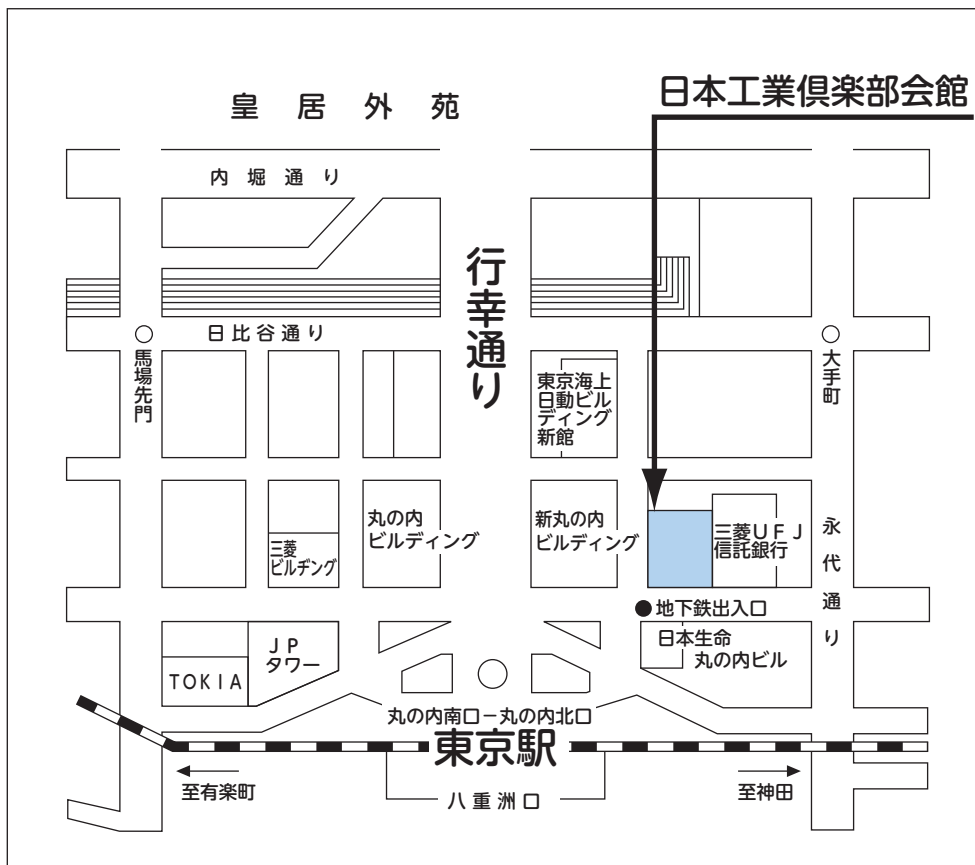 日本工業倶楽部会館
皇居外苑
内堀通り
行幸通り
日比谷通り
馬場先門
大手町
東京海上
日動ビル
ディング
新館
丸の内
ビルディング
新丸の内
ビルディング
三菱UFJ
信託銀行
三菱
ビルヂング
永代通り
地下鉄出入口
日本生命
丸の内ビル
JP
タワー
TOKIA
丸の内南口－丸の内北口
東京駅
至有楽町
八重洲口
至神田